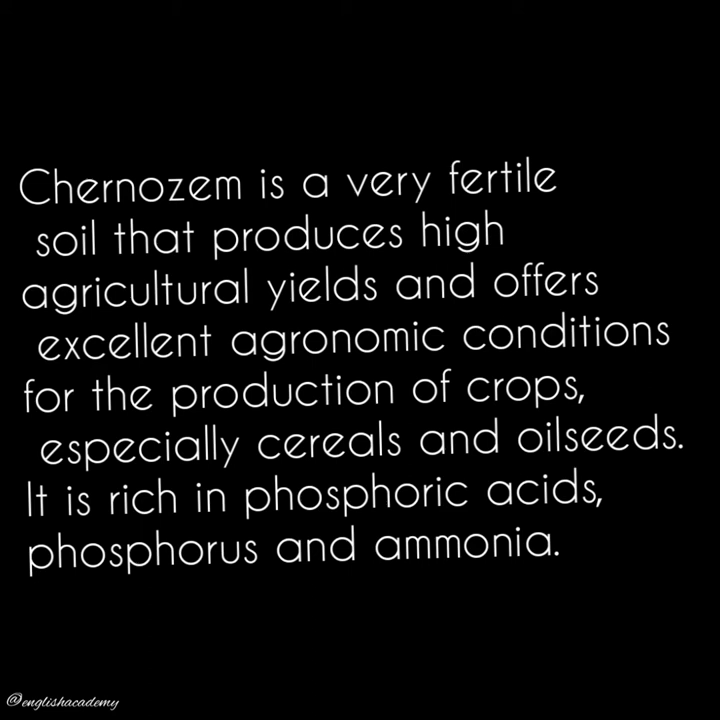 Chernozem is a very fertile
soil that produces high
agricultural yields and offers
excellent agronomic conditions
for the production of crops,
especially cereals and oilseeds.
It is rich in phosphoric acids,
phosphorus and ammonia.
@englishacademy